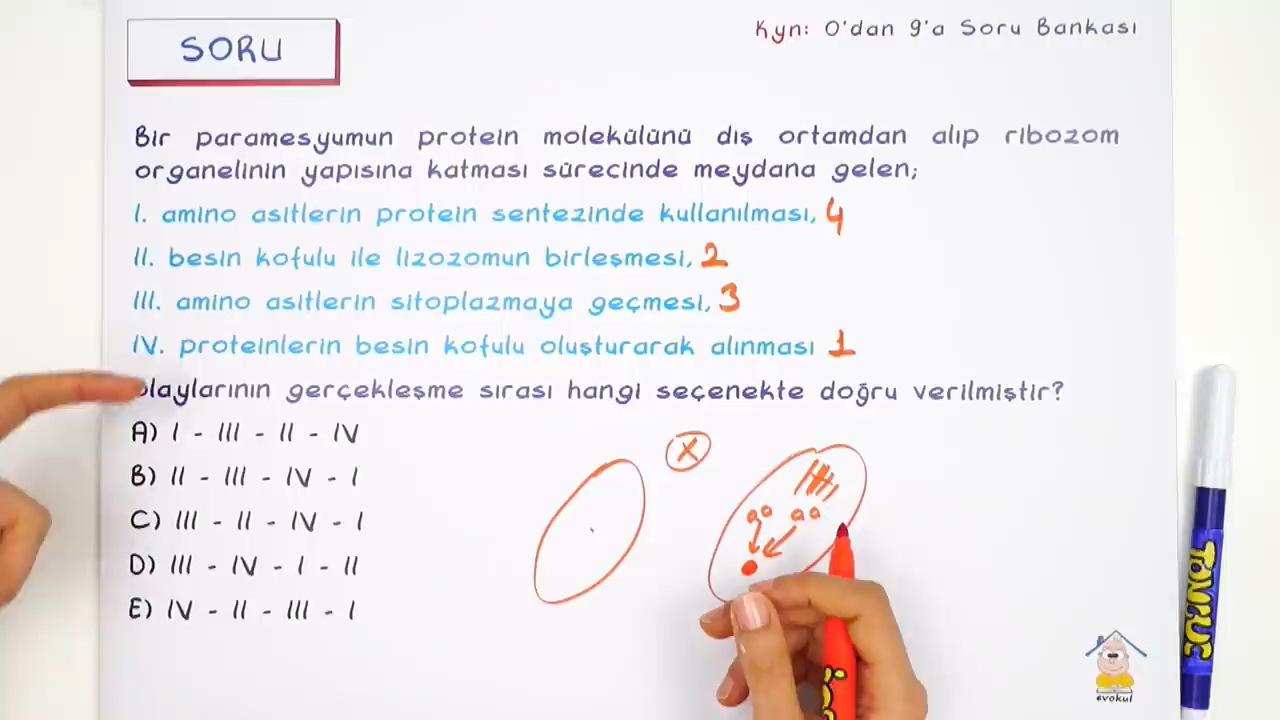 SORU
Kyn: 0'dan 9'a Soru Bankası
Bir paramesyumun protein molekülünü dış ortamdan alıp ribozom
organelinin yapısına katması sürecinde meydana gelen;
I. amino asitlerin protein sentezinde kullanılması, 4
II. besin kofulu ile lizozomun birleşmesi, 2
III. amino asitlerin sitoplazmaya geçmesi, 3
IV. proteinlerin besin kofulu oluşturarak alınması 1
olaylarının gerçekleşme sırası hangi seçenekte doğru verilmiştir?
A) I - III - II - IV
B) II - III - IV - I
C) III - II - IV - I
D) III - IV - I - II
E) IV - II - III - I
X
aa aa
evokul